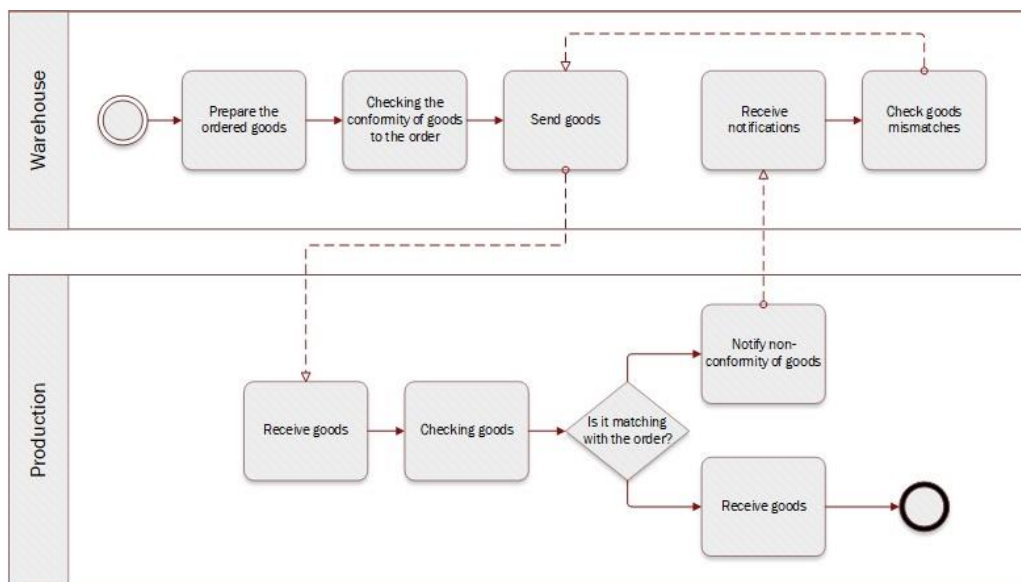 Warehouse
Prepare the
ordered goods
Checking the
conformity of goods
to the order
Send goods
Receive
notifications
Check goods
mismatches
Production
Receive goods
Checking goods
Is it matching
with the order?
Notify non-
conformity of goods
Receive goods